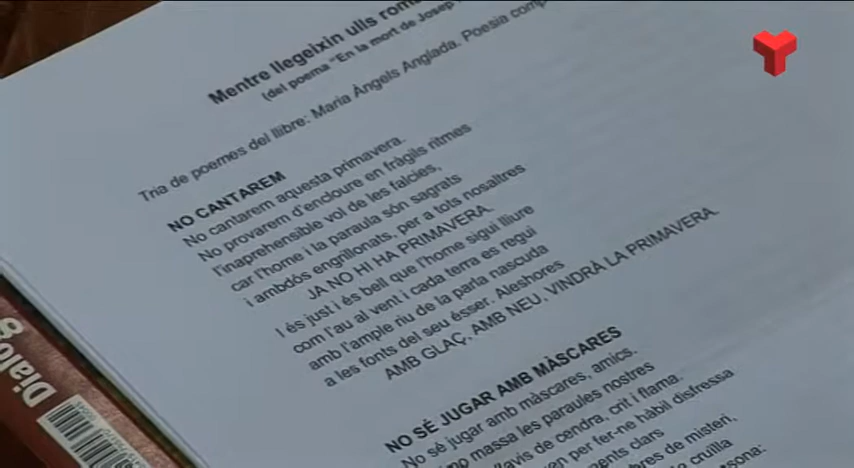 Mentre llegeixin ulls
(del poema "En la mort de Josep
Tria de poemes del llibre: Maria Àngels Anglada. Poesia
NO CANTAREM
No cantarem aquesta primavera.
No provarem d'encloure en fràgils ritmes
l'inaprehensible vol de les falcies,
car l'home i la paraula són sagrats
i ambdós engrillonats, per a tots nosaltres
JA NO HI HA PRIMAVERA.
I és just i és bell que l'home sigui lliure
com l'au al vent i cada terra es regui
amb l'ample riu de la parla nascuda
a les fonts del seu ésser. Aleshores
AMB GLAÇ, AMB NEU, VINDRÀ LA PRIMAVERA
NO SÉ JUGAR AMB MÀSCARES
No sé jugar amb màscares, amics.
massa les paraules nostres
de cendra, crit i flama.
per fer-ne hàbil disfressa
clars
de misteri,
cruïlla
Dialog